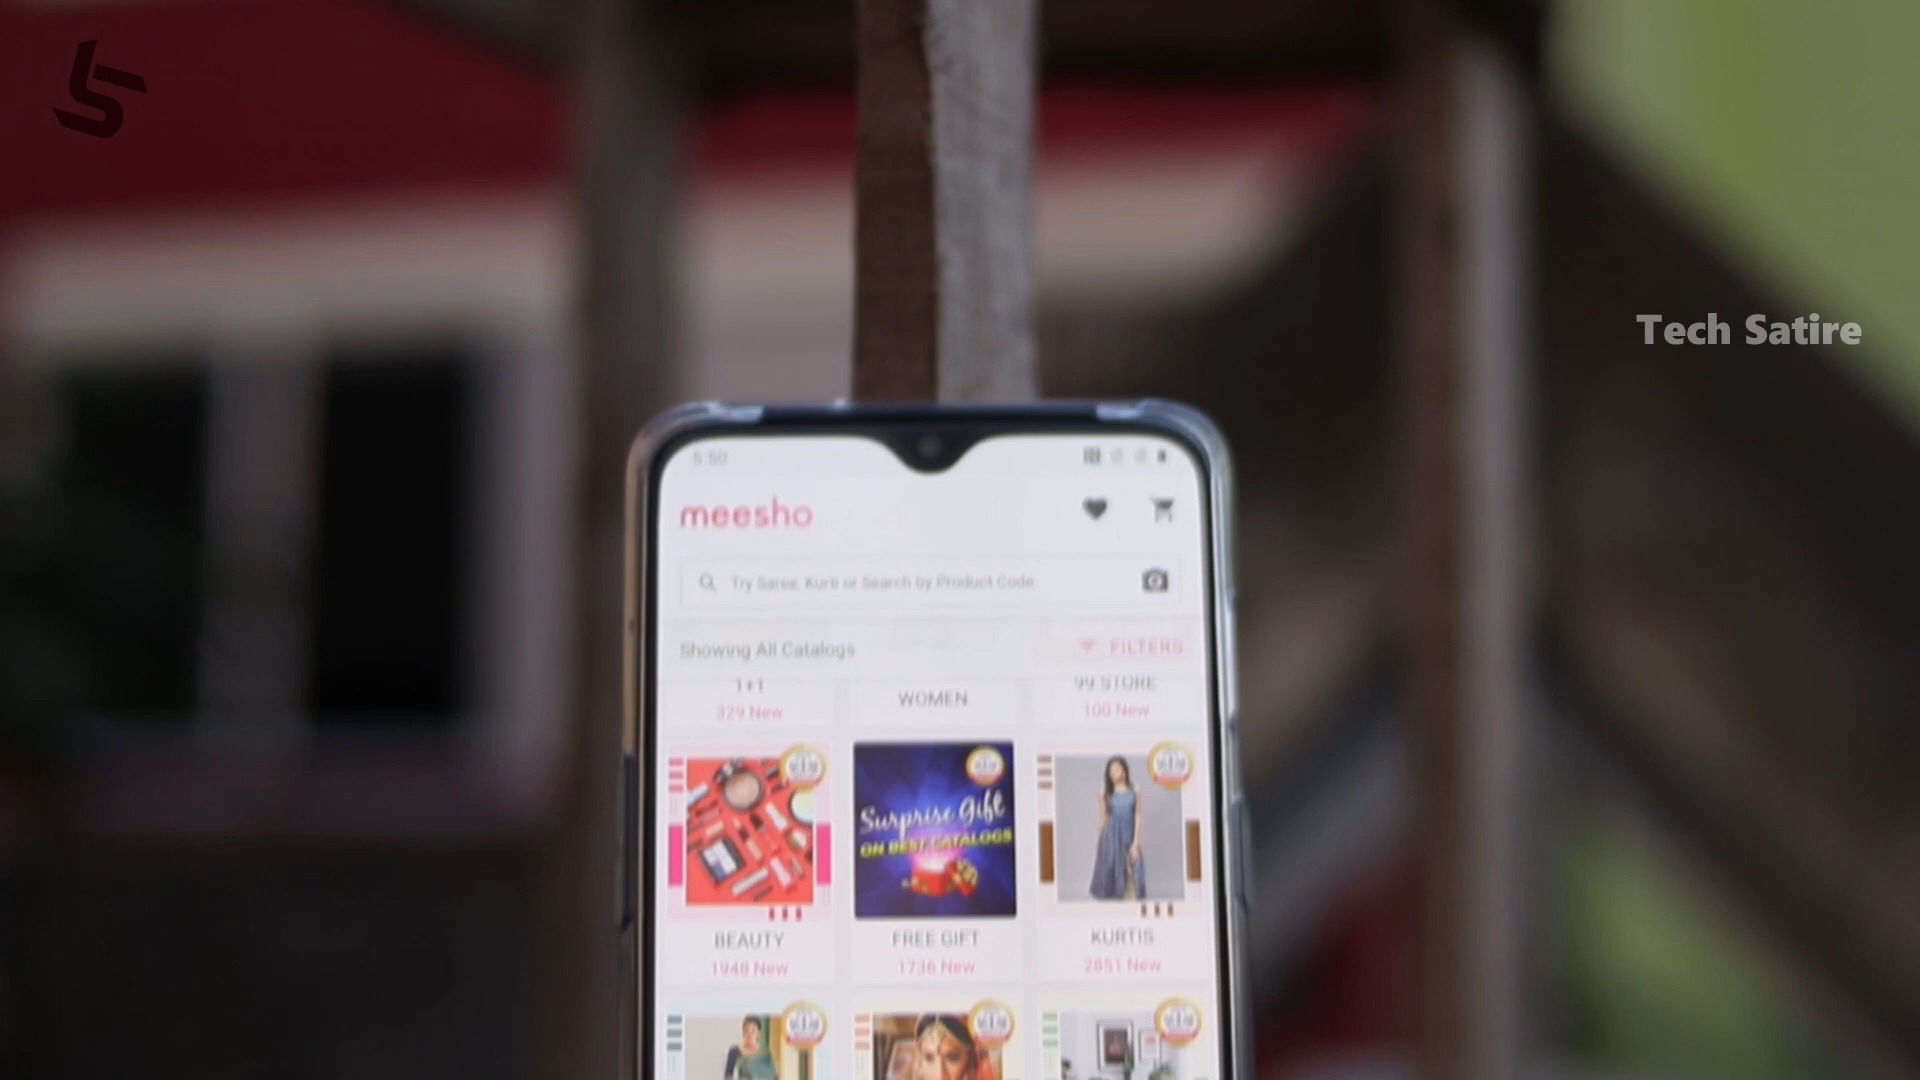 Tech Satire
5:50
meesho
Try Saree, Kurti or Search by Product Code
Showing All Catalogs
FILTERS
1+1
WOMEN
99 STORE
329 New
100 New
Surprise Gift
ON BEST CATALOGS
BEAUTY
FREE GIFT
KURTIS
1948 New
1736 New
2851 New